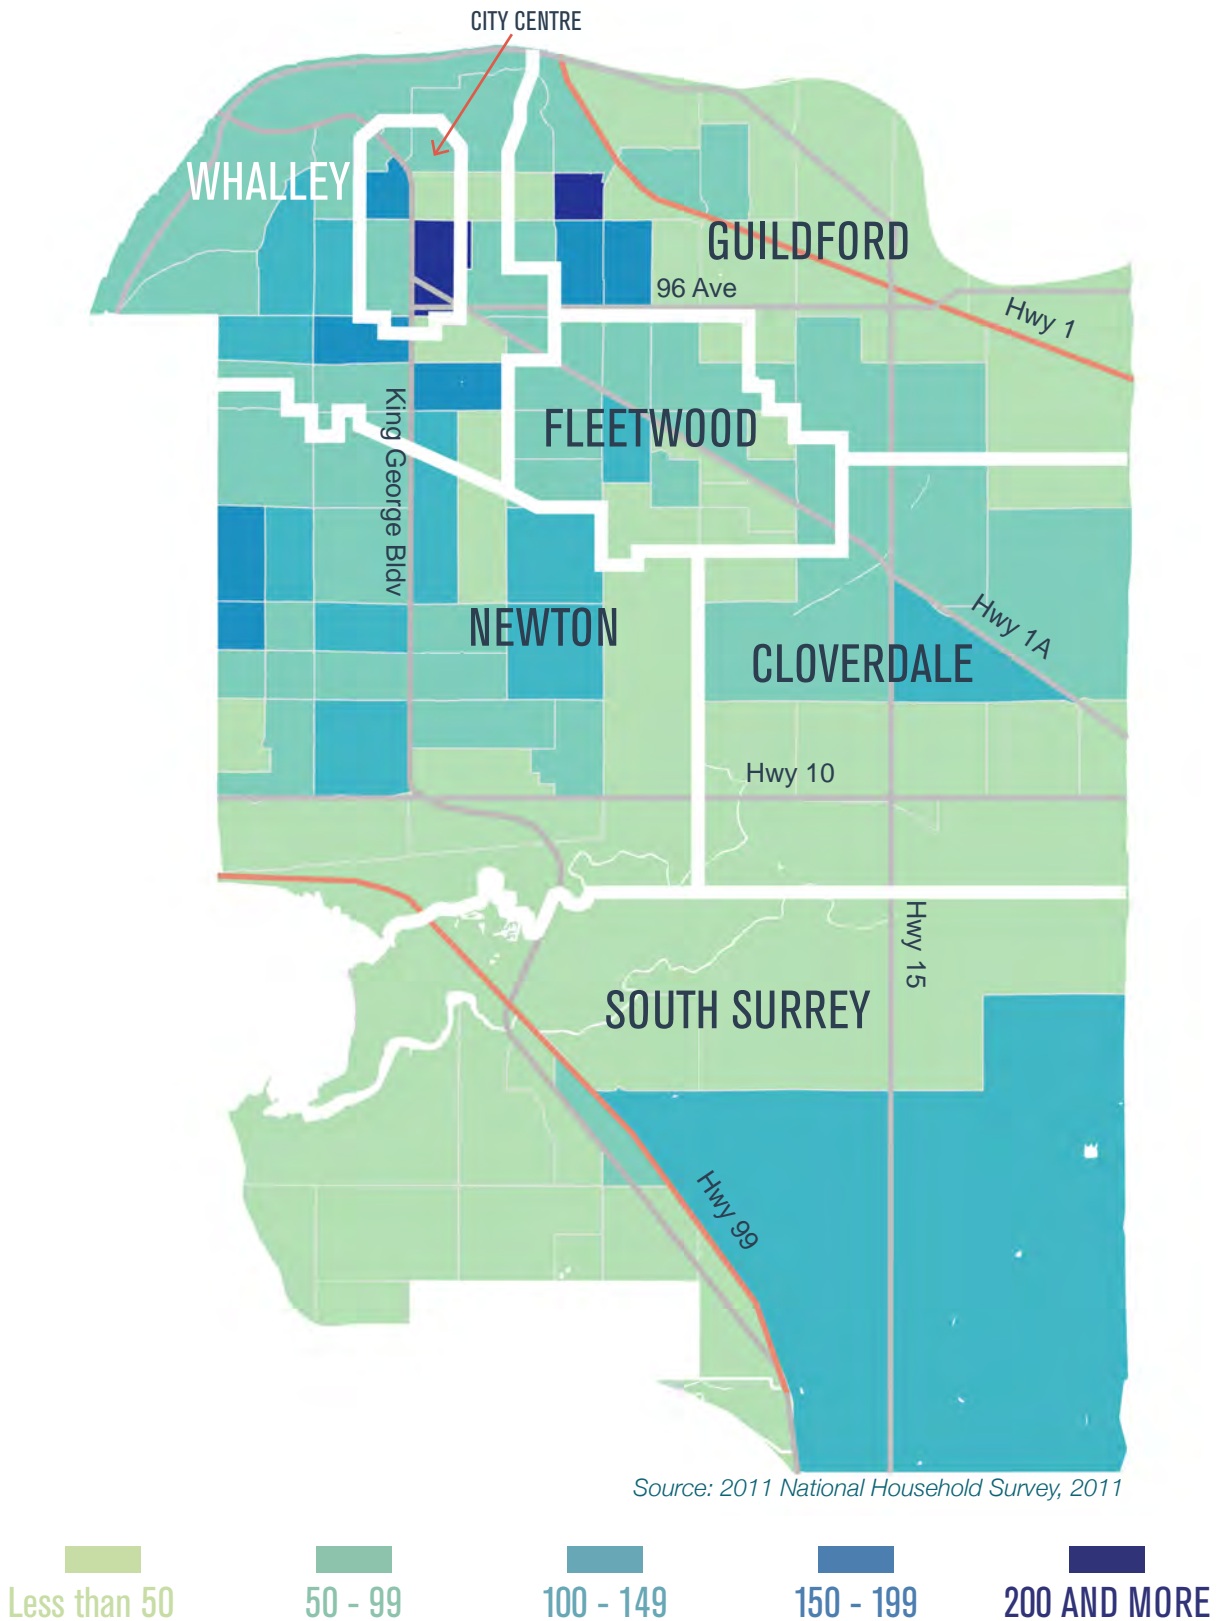 CITY CENTRE
WHALLEY
GUILDFORD
96 Ave
Hwy 1
King George Bldv
FLEETWOOD
NEWTON
Hwy 1A
CLOVERDALE
Hwy 10
Hwy 15
SOUTH SURREY
Hwy 99
Source: 2011 National Household Survey, 2011
Less than 50
50 - 99
100 - 149
150 - 199
200 AND MORE